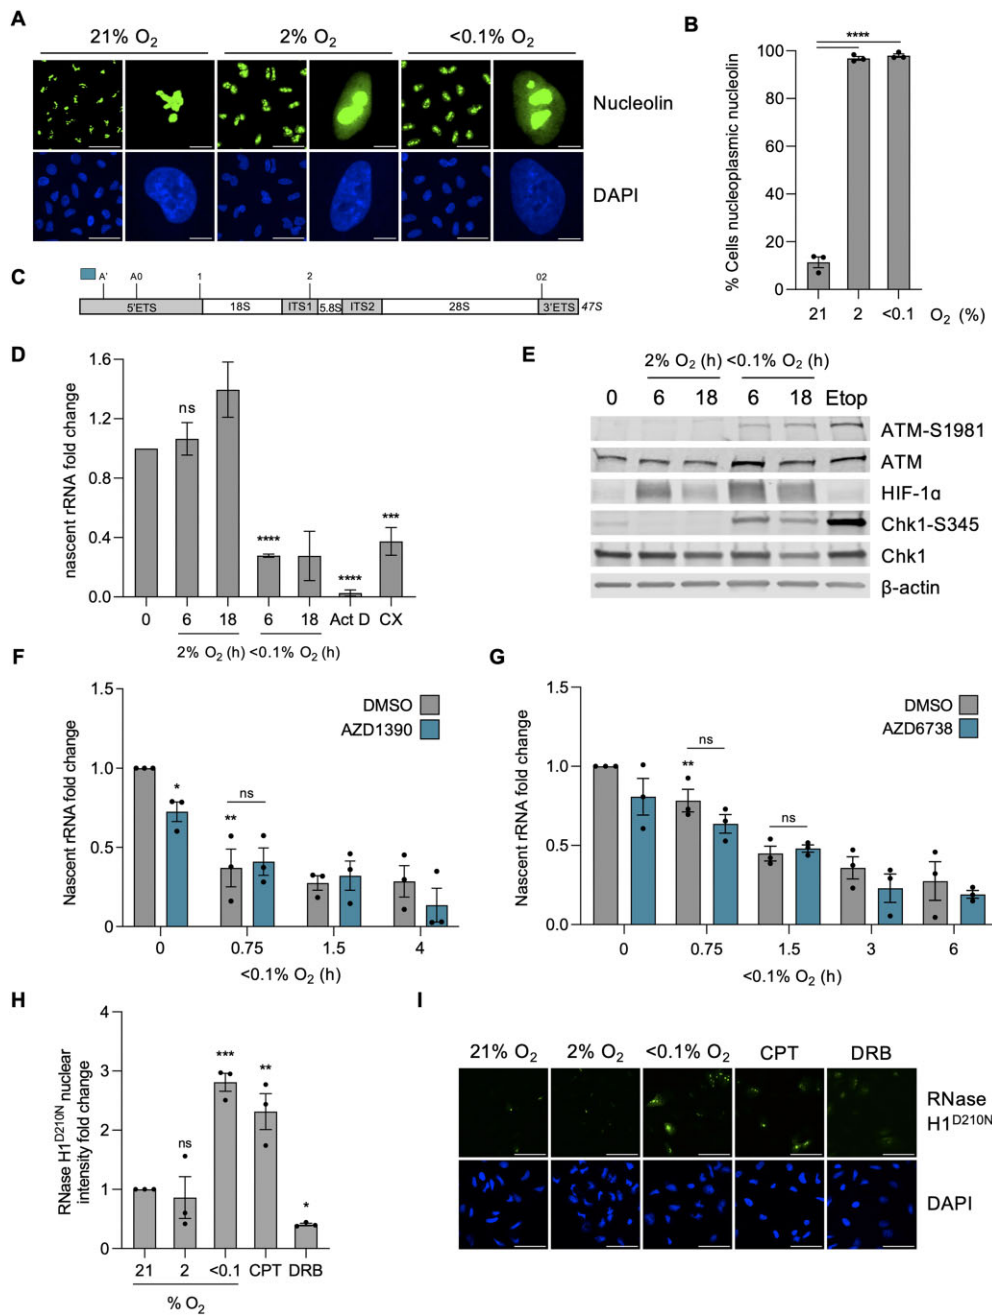 A
21% O2 2% O2 <0.1% O2
Nucleolin
DAPI
B
****
% Cells nucleoplasmic nucleolin
100
80
60
40
20
0
21 2 <0.1 O2 (%)
C
A' A0 1 2 02
5'ETS 18S ITS1 5.8S ITS2 28S 3'ETS 47S
D
nascent rRNA fold change
1.6
1.2
0.8
0.4
0.0
ns
****
****
***
0 6 18 6 18 Act D CX
2% O2 (h) <0.1% O2 (h)
E
2% O2 (h) <0.1% O2 (h)
0 6 18 6 18 Etop
ATM-S1981
ATM
HIF-1α
Chk1-S345
Chk1
β-actin
F
Nascent rRNA fold change
1.5
1.0
0.5
0
DMSO
AZD1390
*
**
ns
0 0.75 1.5 4
<0.1% O2 (h)
G
Nascent rRNA fold change
1.5
1.0
0.5
0.0
DMSO
AZD6738
ns
**
ns
0 0.75 1.5 3 6
<0.1% O2 (h)
H
RNase H1D210N nuclear
intensity fold change
4
3
2
1
0
ns
***
**
*
21 2 <0.1 CPT DRB
% O2
I
21% O2 2% O2 <0.1% O2 CPT DRB
RNase
H1D210N
DAPI